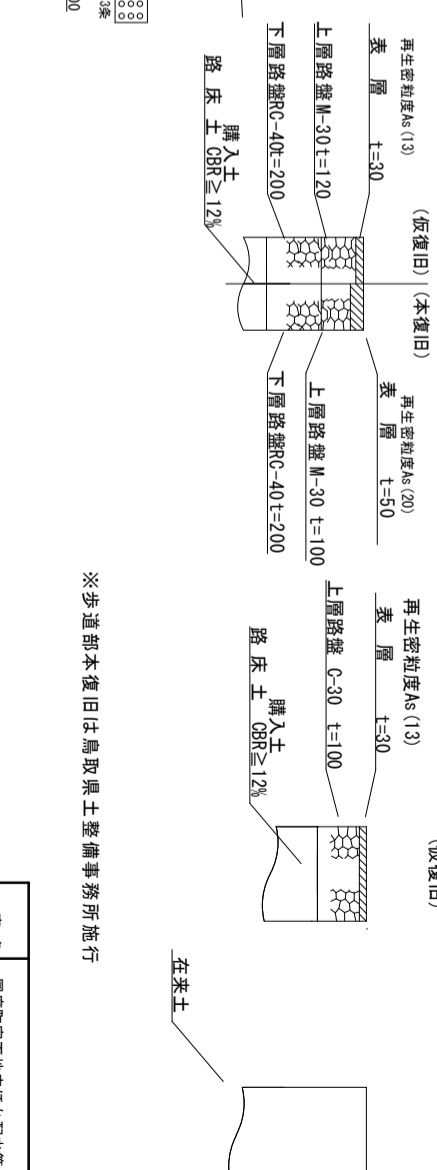 3条
(仮復旧)
(本復旧)
再生密粒度As(13)
表 層 t=30
上層路盤 M-30 t=120
下層路盤RC-40t=200
購入土
路 床 土 CBR≧12%
再生密粒度As(20)
表 層 t=50
上層路盤 M-30 t=100
下層路盤RC-40t=200
(仮復旧)
再生密粒度As(13)
表 層 t=30
上層路盤 C-30 t=100
購入土
路 床 土 CBR≧12%
在来土
※歩道部本復旧は鳥取県土整備事務所施行